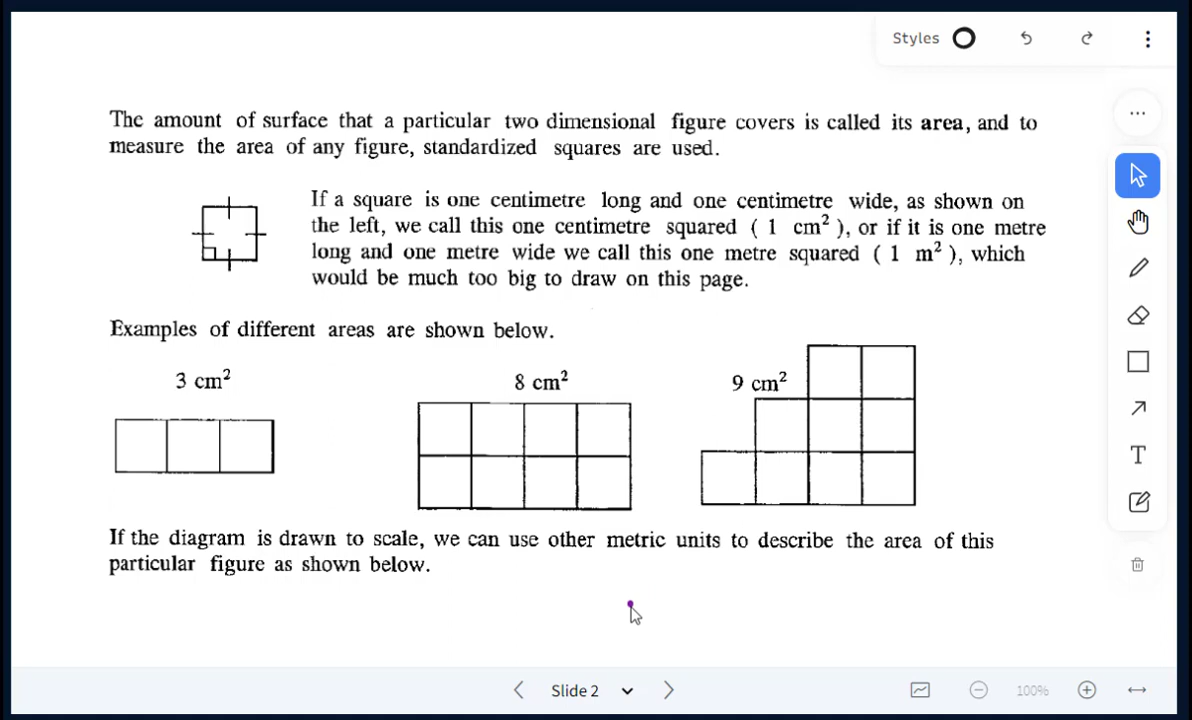 Styles
The amount of surface that a particular two dimensional figure covers is called its area, and to
measure the area of any figure, standardized squares are used.
If a square is one centimetre long and one centimetre wide, as shown on
the left, we call this one centimetre squared ( 1 cm² ), or if it is one metre
long and one metre wide we call this one metre squared ( 1 m² ), which
would be much too big to draw on this page.
Examples of different areas are shown below.
3 cm²
8 cm²
9 cm²
If the diagram is drawn to scale, we can use other metric units to describe the area of this
particular figure as shown below.
Slide 2
100%